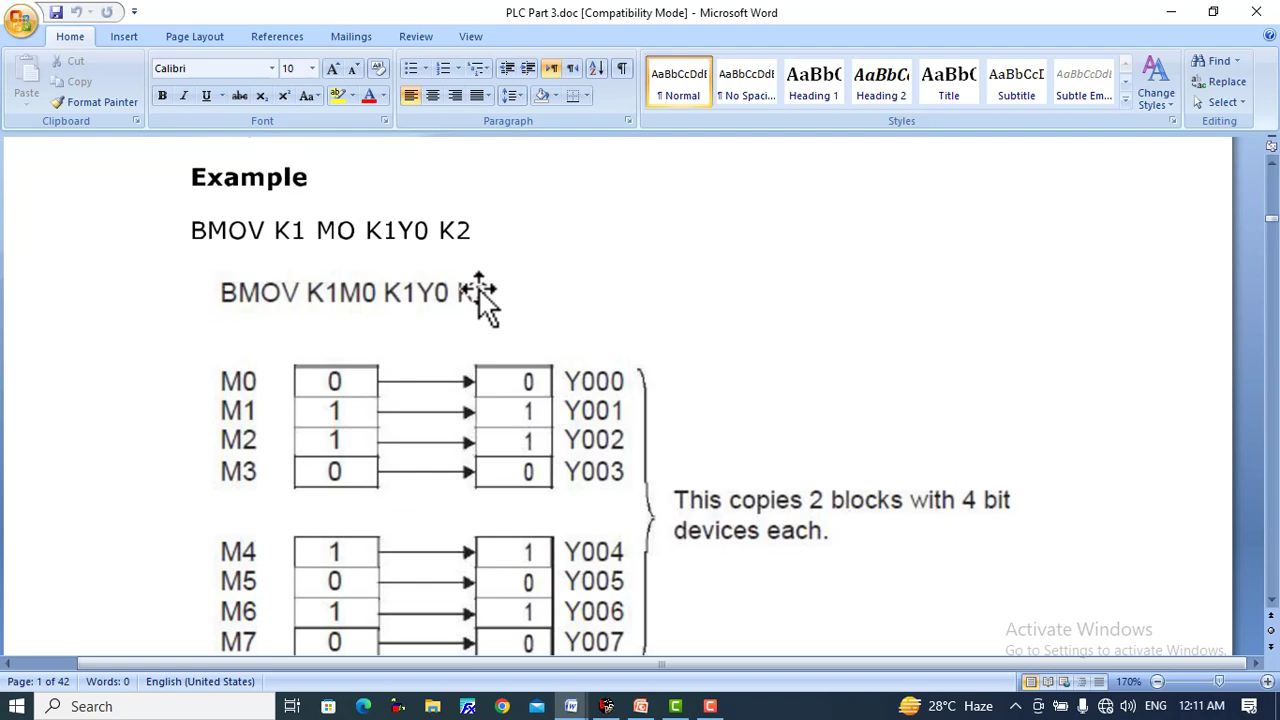 PLC Part 3.doc [Compatibility Mode] - Microsoft Word
Home Insert Page Layout References Mailings Review View
Cut
Copy
Paste
Format Painter
Clipboard
Calibri 10
Font
Paragraph
AaBbCcDdE AaBbCcDdE AaBbC AaBbCc AaBbC AaBbCcI AaBbCcDdE
¶ Normal ¶ No Spaci... Heading 1 Heading 2 Title Subtitle Subtle Em...
Change
Styles
Styles
Find
Replace
Select
Editing
Example
BMOV K1 MO K1Y0 K2
BMOV K1M0 K1Y0
M0 0 0 Y000
M1 1 1 Y001
M2 1 1 Y002
M3 0 0 Y003
This copies 2 blocks with 4 bit
devices each.
M4 1 1 Y004
M5 0 0 Y005
M6 1 1 Y006
M7 0 0 Y007
Activate Windows
Go to Settings to activate Windows.
Page: 1 of 42 Words: 0 English (United States) 170%
Search 28°C Haze 12:11 AM